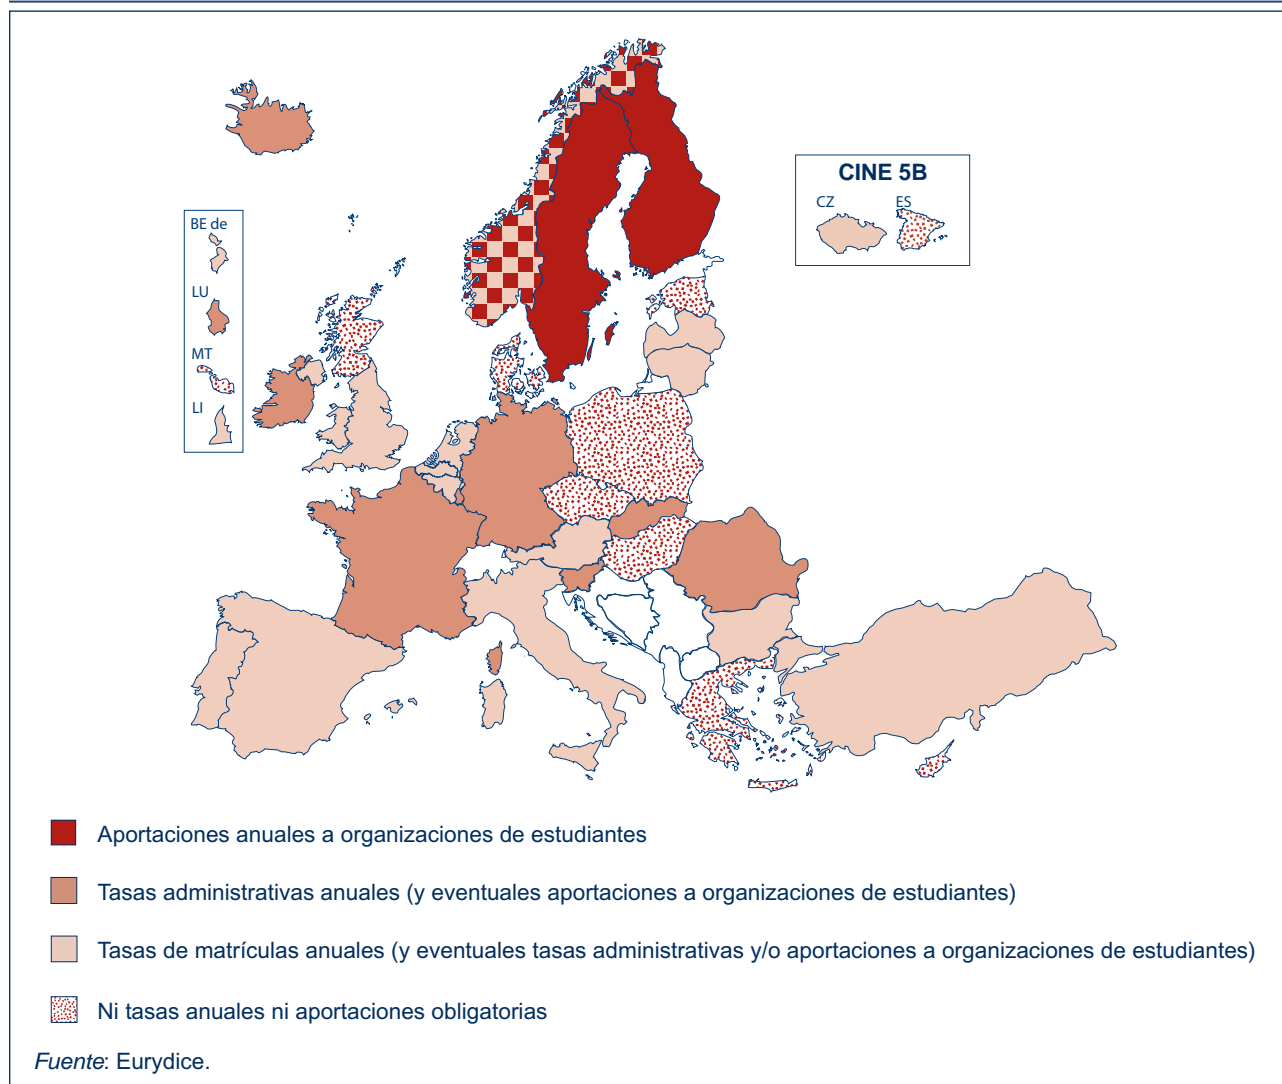 CINE 5B
CZ
ES
BE de
LU
MT
LI
Aportaciones anuales a organizaciones de estudiantes
Tasas administrativas anuales (y eventuales aportaciones a organizaciones de estudiantes)
Tasas de matrículas anuales (y eventuales tasas administrativas y/o aportaciones a organizaciones de estudiantes)
Ni tasas anuales ni aportaciones obligatorias
Fuente: Eurydice.